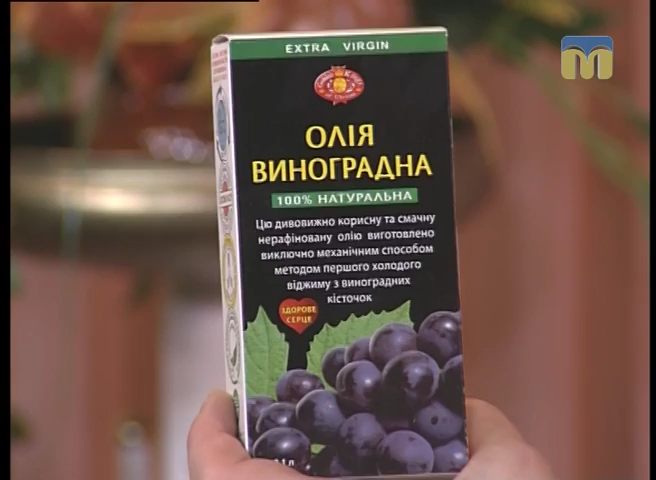 EXTRA VIRGIN
ОЛІЯ
ВИНОГРАДНА
100% НАТУРАЛЬНА
Цю дивовижно корисну та смачну
нерафіновану олію виготовлено
виключно механічним способом
методом першого холодого
віджиму з виноградних
кісточок
ЗДОРОВЕ
СЕРЦЕ
M